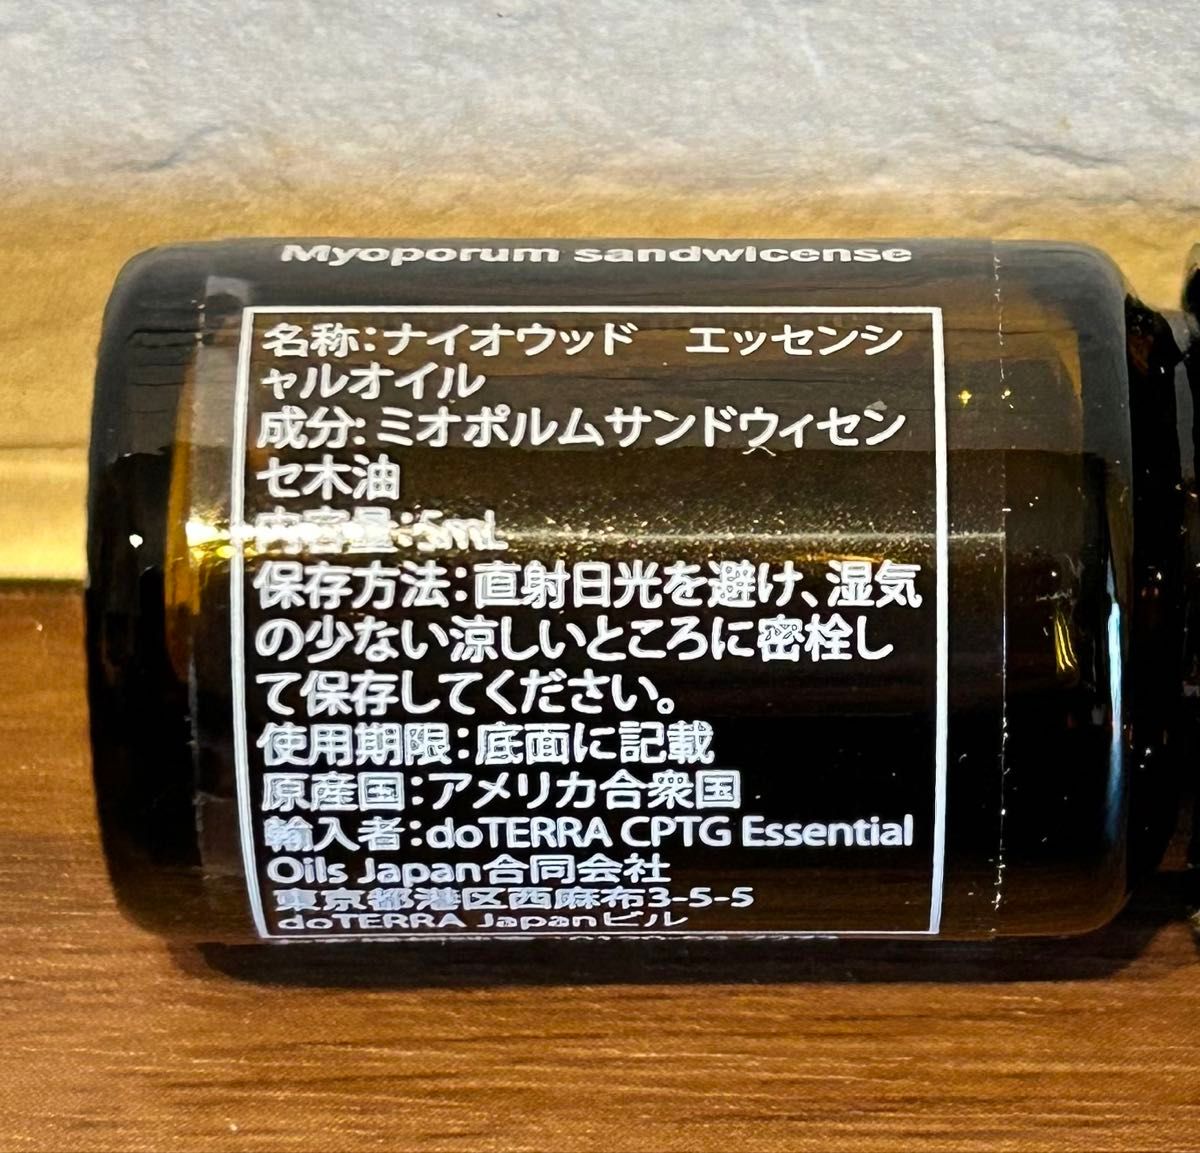 Myoporum sandwicense
名称：ナイオウッド　エッセンシ
ャルオイル
成分：ミオポルムサンドウィセン
セ木油
内容量：5mL
保存方法：直射日光を避け、湿気
の少ない涼しいところに密栓し
て保存してください。
使用期限：底面に記載
原産国：アメリカ合衆国
輸入者：doTERRA CPTG Essential
Oils Japan合同会社
東京都港区西麻布3-5-5
doTERRA Japanビル